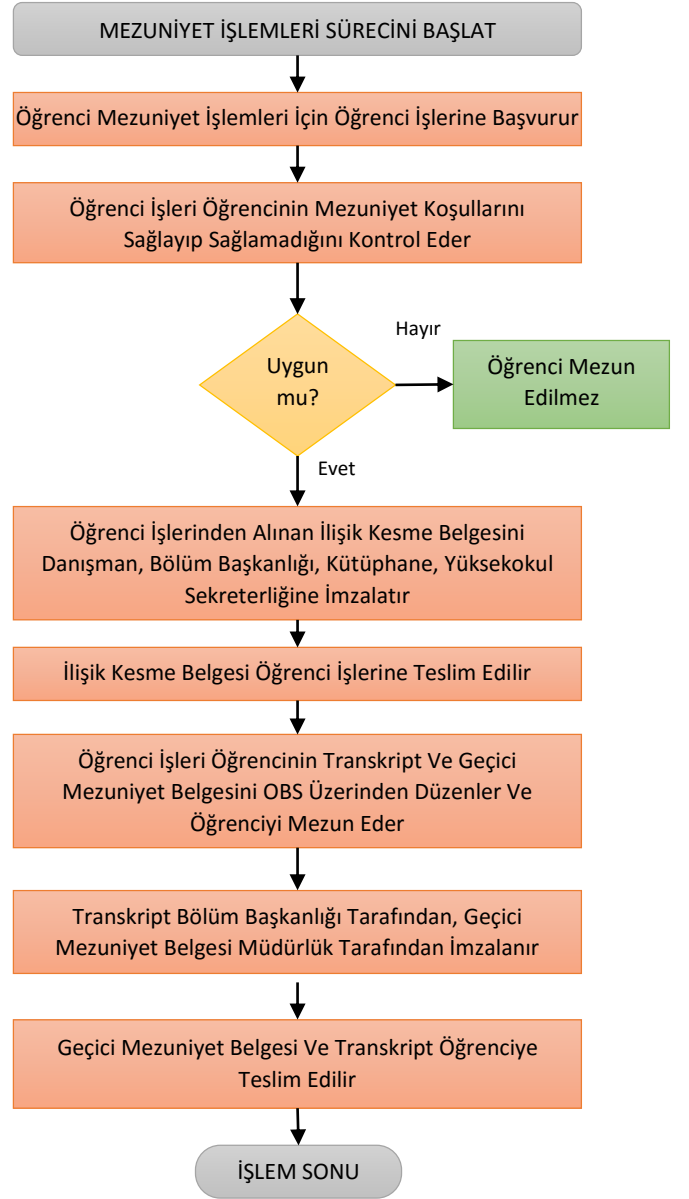 MEZUNİYET İŞLEMLERİ SÜRECİNİ BAŞLAT
Öğrenci Mezuniyet İşlemleri İçin Öğrenci İşlerine Başvurur
Öğrenci İşleri Öğrencinin Mezuniyet Koşullarını
Sağlayıp Sağlamadığını Kontrol Eder
Uygun
mu?
Hayır
Öğrenci Mezun
Edilmez
Evet
Öğrenci İşlerinden Alınan İlişik Kesme Belgesini
Danışman, Bölüm Başkanlığı, Kütüphane, Yüksekokul
Sekreterliğine İmzalatır
İlişik Kesme Belgesi Öğrenci İşlerine Teslim Edilir
Öğrenci İşleri Öğrencinin Transkript Ve Geçici
Mezuniyet Belgesini OBS Üzerinden Düzenler Ve
Öğrenciyi Mezun Eder
Transkript Bölüm Başkanlığı Tarafından, Geçici
Mezuniyet Belgesi Müdürlük Tarafından İmzalanır
Geçici Mezuniyet Belgesi Ve Transkript Öğrenciye
Teslim Edilir
İŞLEM SONU